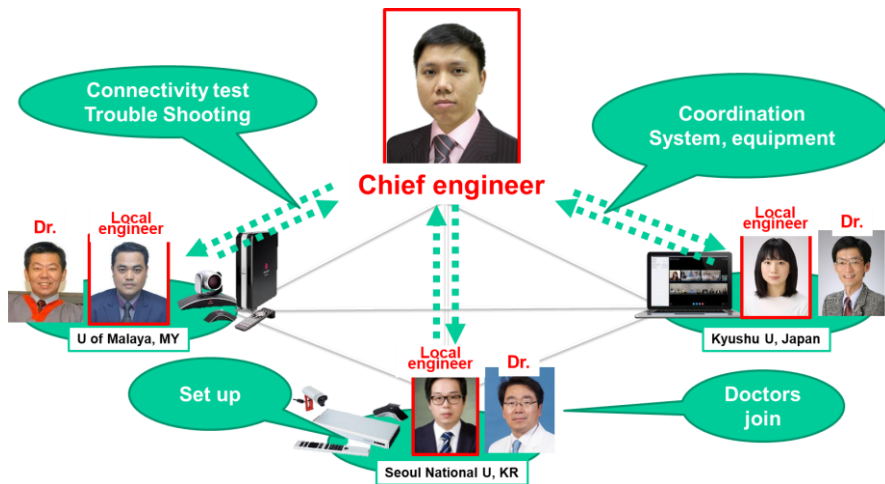 Connectivity test
Trouble Shooting
Coordination
System, equipment
Chief engineer
Dr.
Local
engineer
Local
engineer
Dr.
U of Malaya, MY
Kyushu U, Japan
Local
engineer
Dr.
Set up
Doctors
join
Seoul National U, KR